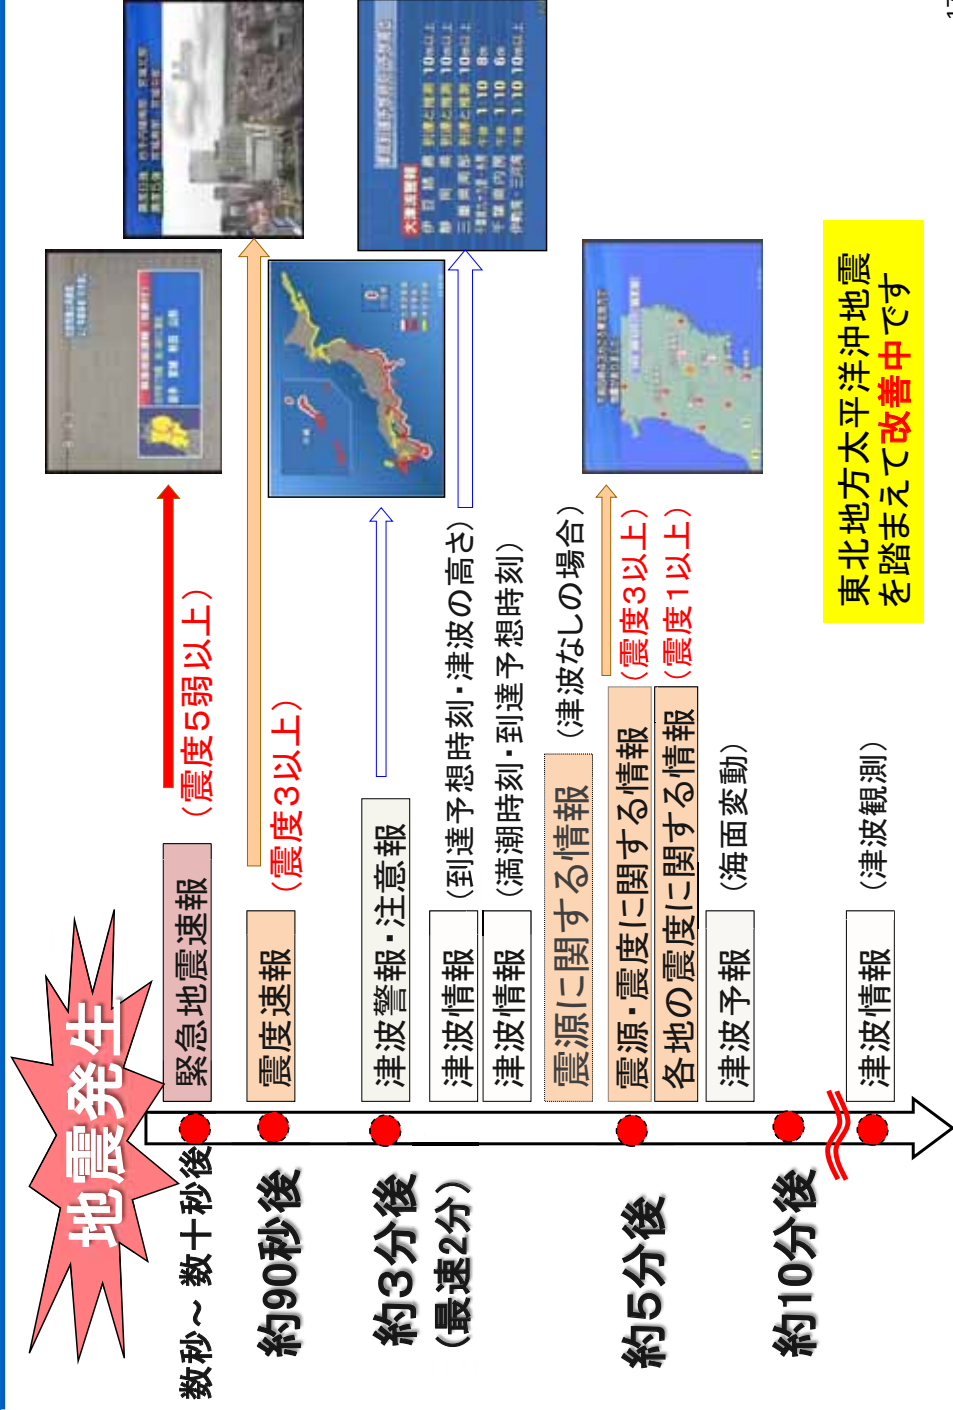 地震発生
数秒～数十秒後
緊急地震速報
（震度５弱以上）
約90秒後
震度速報
（震度３以上）
約３分後
（最速2分）
津波警報・注意報
津波情報
（到達予想時刻・津波の高さ）
津波情報
（満潮時刻・到達予想時刻）
震源に関する情報
（津波なしの場合）
約５分後
震源・震度に関する情報
（震度３以上）
各地の震度に関する情報
（震度１以上）
津波予報
（海面変動）
約10分後
津波情報
（津波観測）
大津波警報
東北地方太平洋沖地震
を踏まえて改善中です